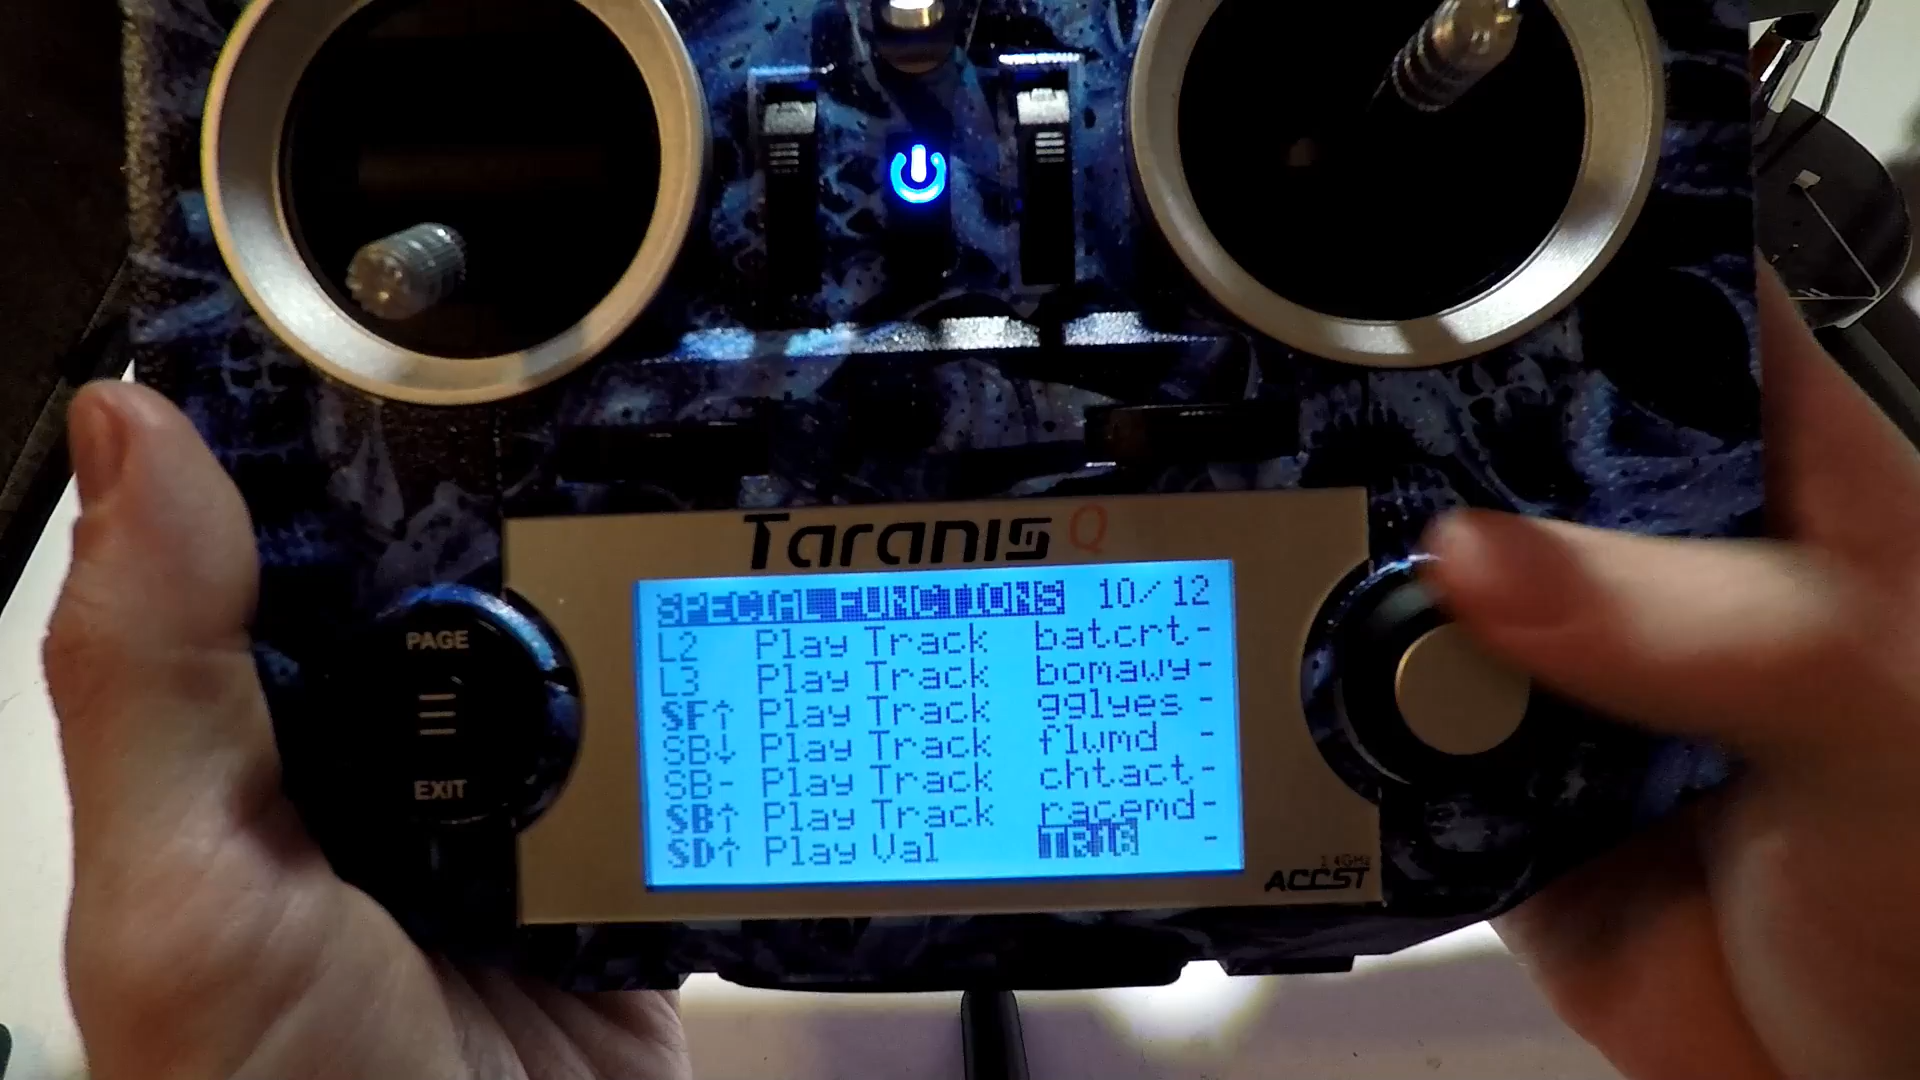 Taranis Q
SPECIAL FUNCTIONS 10/12
L2 Play Track batcrt-
L3 Play Track bomawy-
SF↑ Play Track gglyes -
SB↓ Play Track flwmd -
SB- Play Track chtact-
SB↑ Play Track racemd-
SD↑ Play Val -
PAGE
EXIT
ACCST